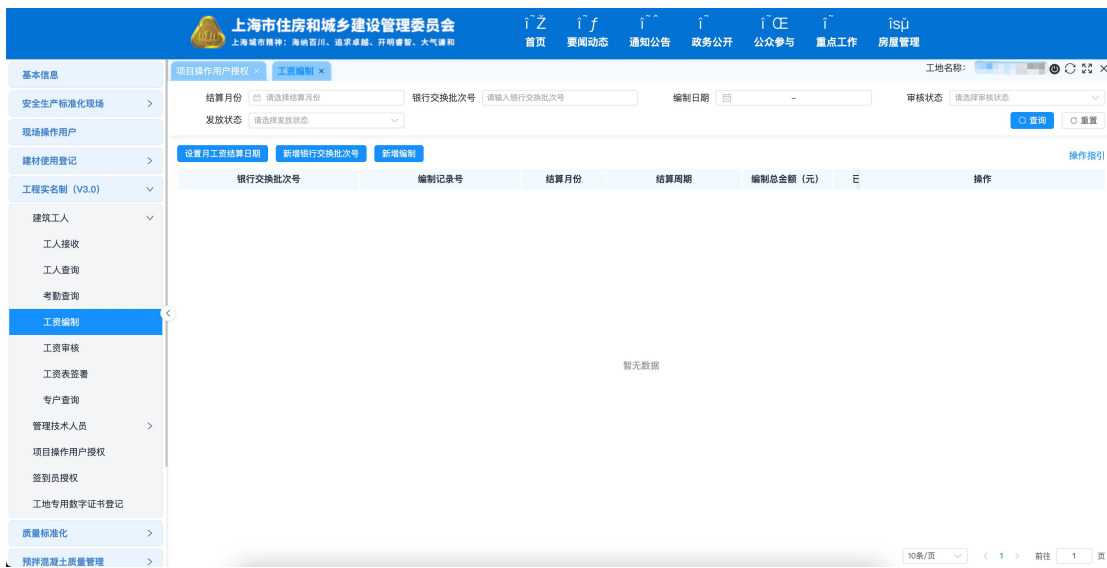 上海市住房和城乡建设管理委员会
上海城市精神：海纳百川、追求卓越、开明睿智、大气谦和
首页 要闻动态 通知公告 政务公开 公众参与 重点工作 房屋管理
基本信息
安全生产标准化现场
现场操作用户
建材使用登记
工程实名制（V3.0）
建筑工人
工人接收
工人查询
考勤查询
工资编制
工资审核
工资表签署
专户查询
管理技术人员
项目操作用户授权
签到员授权
工地专用数字证书登记
质量标准化
预拌混凝土质量管理
项目操作用户授权 × 工资编制 ×
工地名称：
结算月份 请选择结算月份 银行交换批次号 请输入银行交换批次号 编制日期 – 审核状态 请选择审核状态
发放状态 请选择发放状态 查询 重置
设置月工资结算日期 新增银行交换批次号 新增编制 操作指引
银行交换批次号 编制记录号 结算月份 结算周期 编制总金额（元） 操作
暂无数据
10条/页 < 1 > 前往 1 页